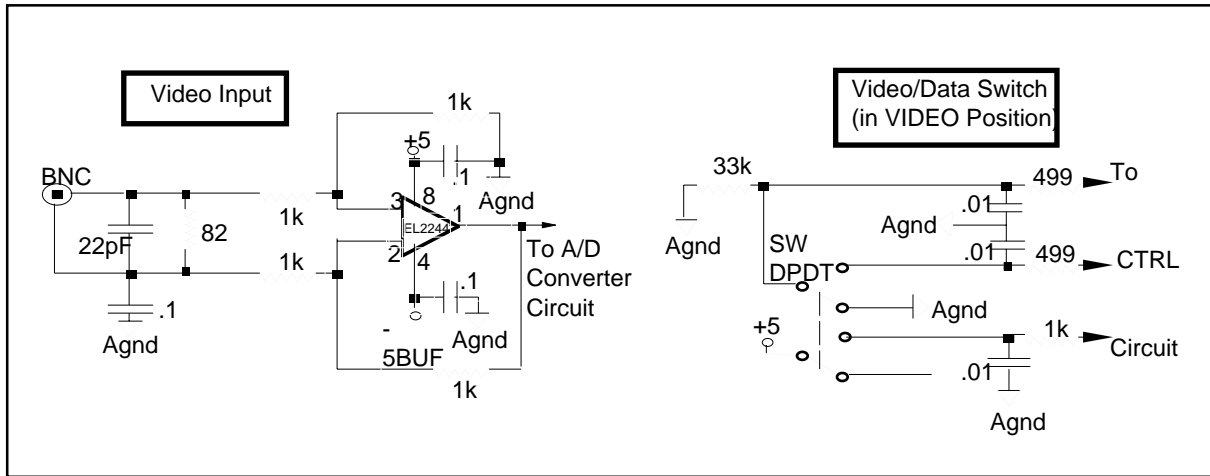 Video Input
BNC
22pF
82
.1
Agnd
1k
1k
1k
+5
.1
Agnd
3
8
1
EL2244
2
4
.1
Agnd
-
5BUF
1k
To A/D
Converter
Circuit
Video/Data Switch
(in VIDEO Position)
33k
Agnd
499
To
.01
Agnd
.01
499
CTRL
SW
DPDT
Agnd
+5
1k
Circuit
.01
Agnd